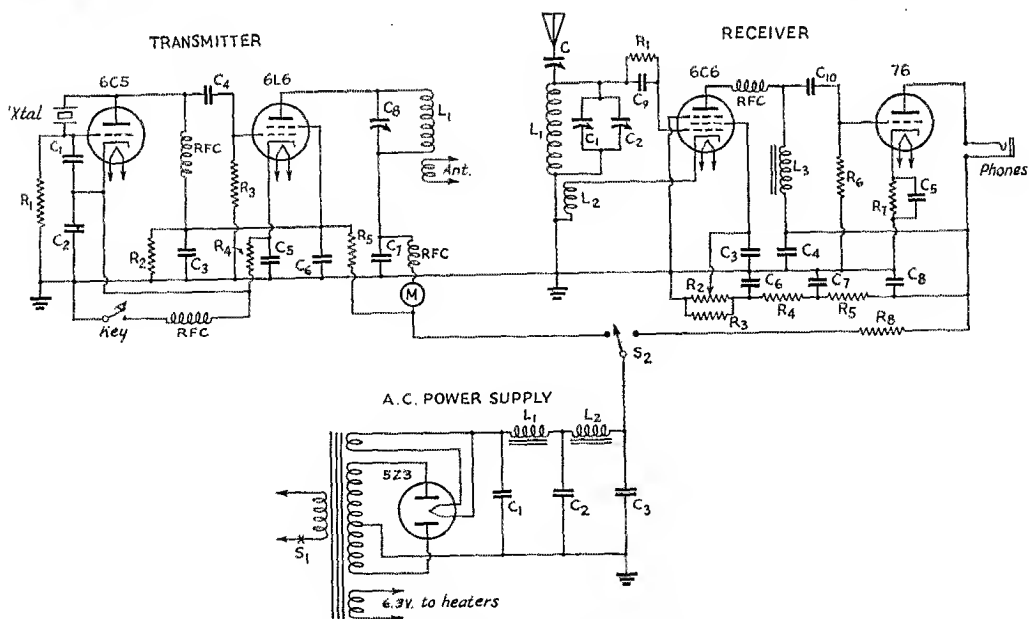 TRANSMITTER
RECEIVER
'Xtal
6C5
C4
6L6
C8
L1
Ant.
C1
RFC
R3
R1
C2
R2
C3
R4
C5
C6
R5
C7
RFC
M
Key
RFC
C
R1
C9
6C6
RFC
C10
76
L1
C1
C2
L2
L3
R6
R7
C5
Phones
C3
C4
R2
C6
R4
C7
R5
C8
R3
R8
S2
A.C. POWER SUPPLY
L1
L2
5Z3
C1
C2
C3
S1
6.3V. to heaters